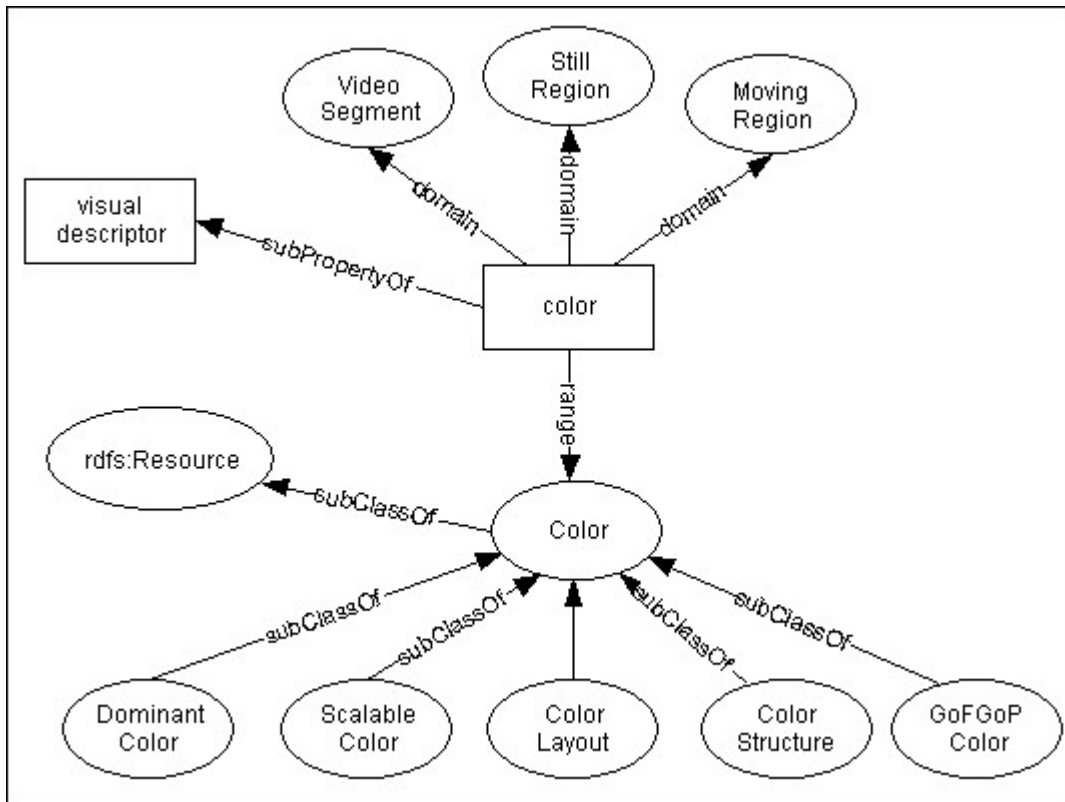 Video
Segment
Still
Region
Moving
Region
domain
domain
domain
visual
descriptor
subPropertyOf
color
range
rdfs:Resource
subClassOf
Color
subClassOf
subClassOf
subClassOf
subClassOf
Dominant
Color
Scalable
Color
Color
Layout
Color
Structure
GoFGoP
Color